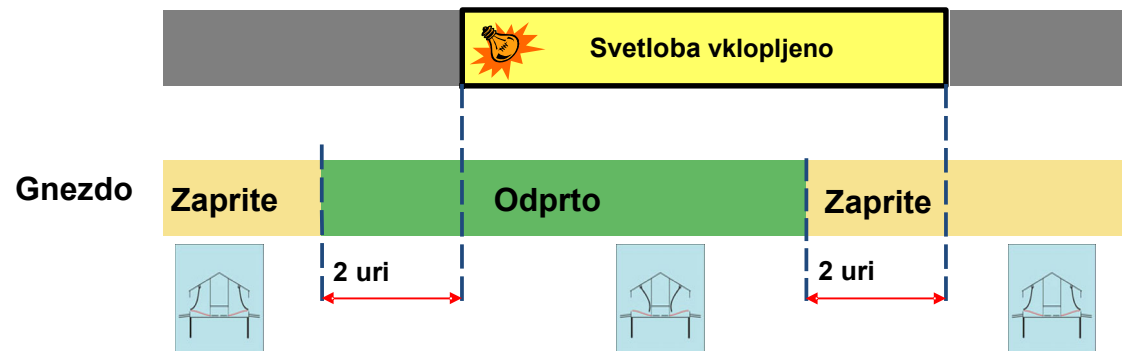 Svetloba vklopljeno
Gnezdo
Zaprite
Odprto
Zaprite
2 uri
2 uri